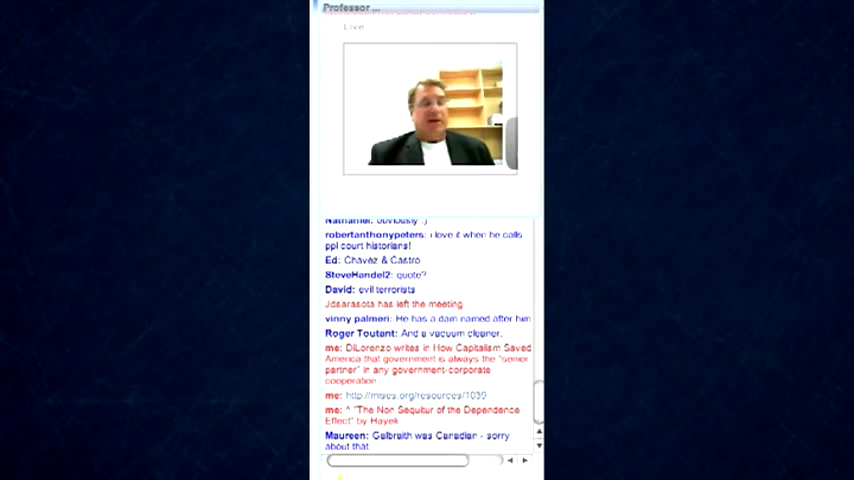 Professor ...
Live
Nathaniel: obviously :)
robertanthonypeters: i love it when he calls
ppl court historians!
Ed: Chavez & Castro
SteveHandel2: quote?
David: evil terrorists
Jdsarasota has left the meeting
vinny palmeri: He has a dam named after him
Roger Toutant: And a vacuum cleaner.
me: DiLorenzo writes in How Capitalism Saved
America that government is always the "senior
partner" in any government-corporate
cooperation
me: http://mises.org/resources/1039
me: ^ "The Non Sequitur of the Dependence
Effect" by Hayek
Maureen: Galbraith was Canadian - sorry
about that